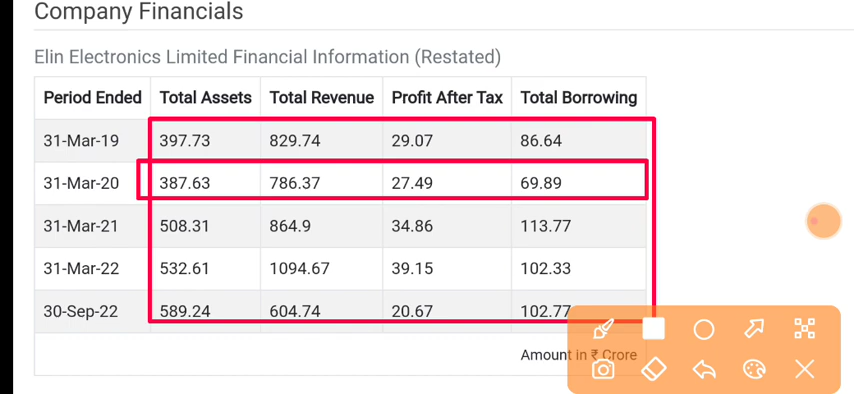 Company Financials
Elin Electronics Limited Financial Information (Restated)
Period Ended Total Assets Total Revenue Profit After Tax Total Borrowing
31-Mar-19 397.73 829.74 29.07 86.64
31-Mar-20 387.63 786.37 27.49 69.89
31-Mar-21 508.31 864.9 34.86 113.77
31-Mar-22 532.61 1094.67 39.15 102.33
30-Sep-22 589.24 604.74 20.67 102.77
Amount in ₹ Crore